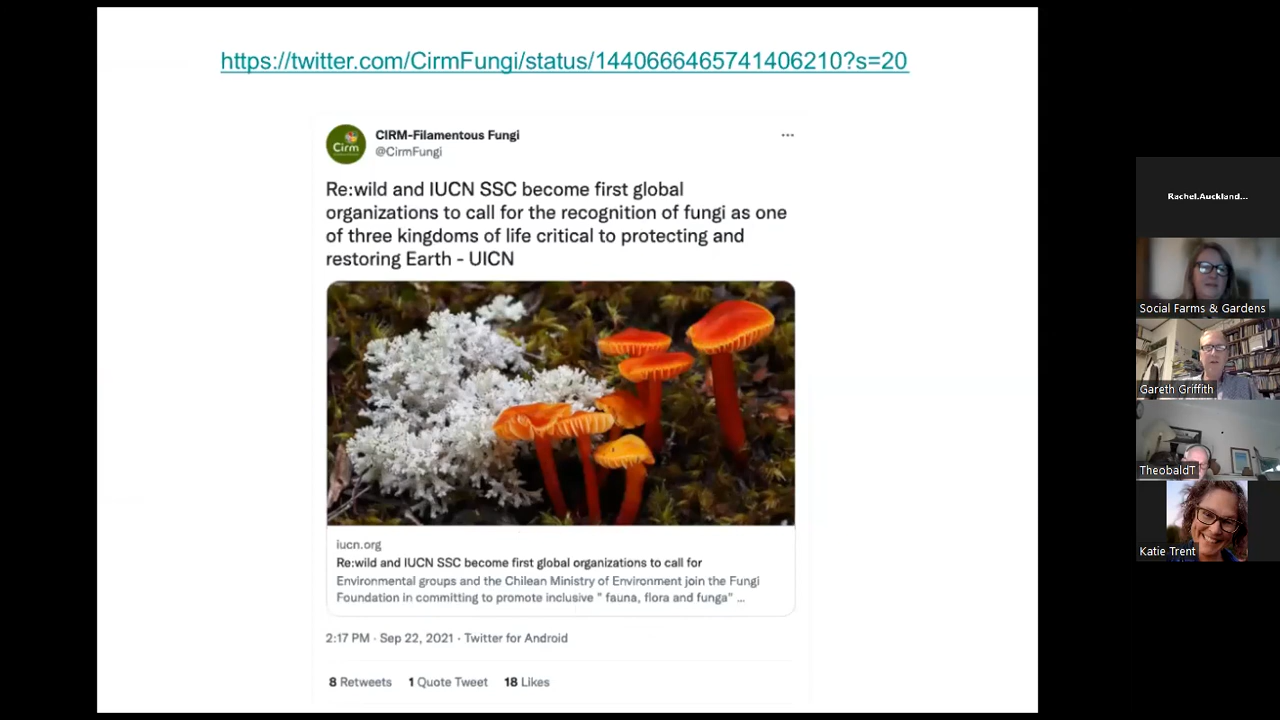 https://twitter.com/CirmFungi/status/1440666465741406210?s=20
CIRM-Filamentous Fungi
Cirm
@CirmFungi
Re:wild and IUCN SSC become first global
organizations to call for the recognition of fungi as one
of three kingdoms of life critical to protecting and
restoring Earth - UICN
iucn.org
Re:wild and IUCN SSC become first global organizations to call for
Environmental groups and the Chilean Ministry of Environment join the Fungi
Foundation in committing to promote inclusive " fauna, flora and funga" ...
2:17 PM · Sep 22, 2021 · Twitter for Android
8 Retweets 1 Quote Tweet 18 Likes
Rachel.Auckland...
Social Farms & Gardens
Gareth Griffith
TheobaldT
Katie Trent